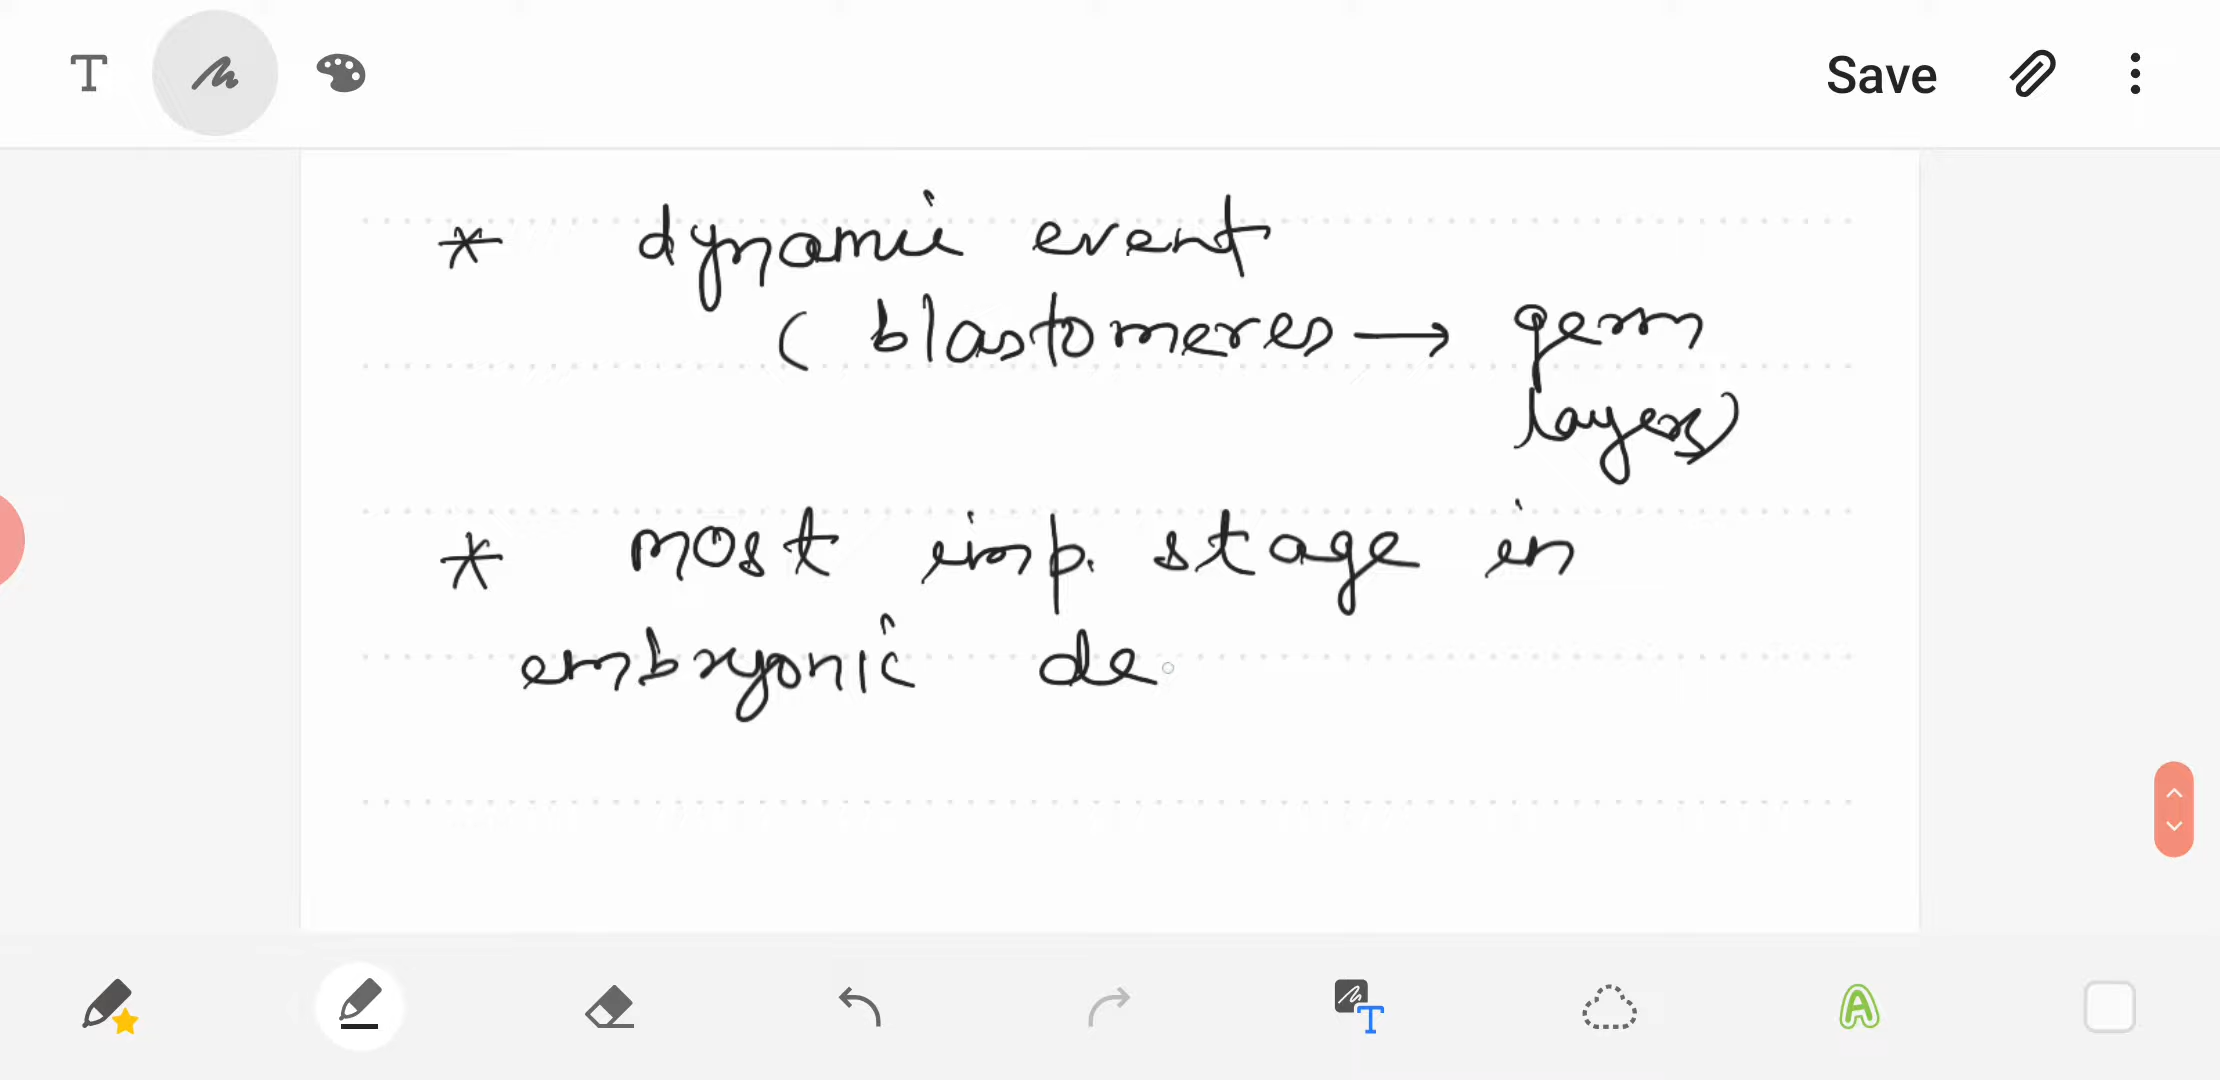 Save
* dynamic event
( blastomeres → germ
layers)
* most imp. stage in
embryonic de